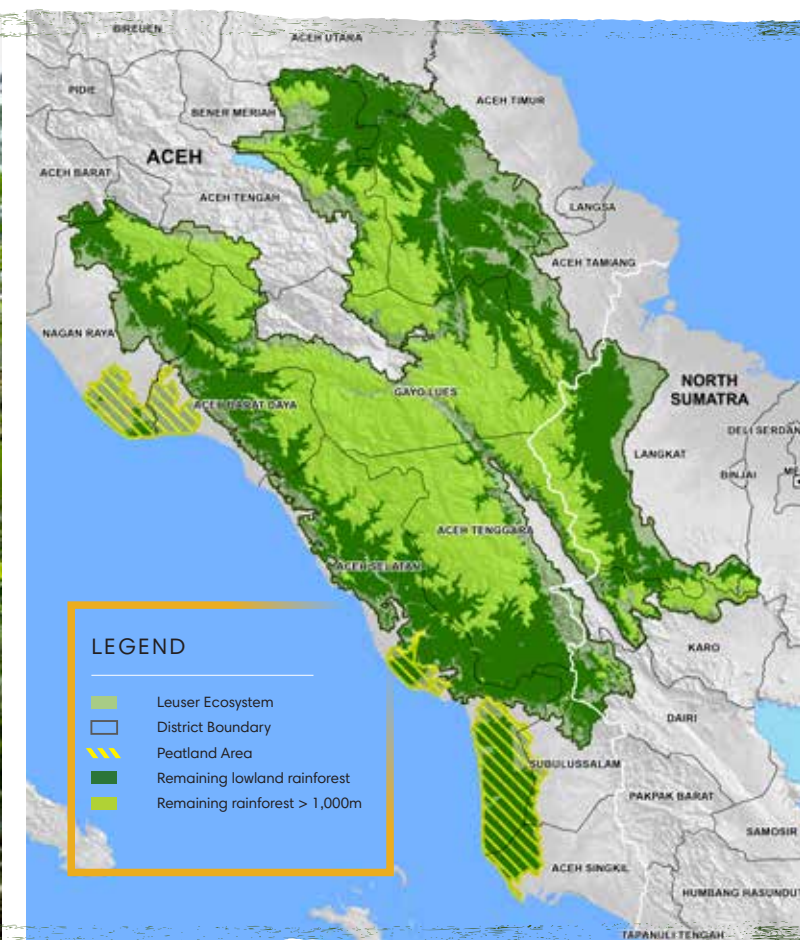 BIREUEN
ACEH UTARA
PIDIE
ACEH TIMUR
BENER MERIAH
ACEH
ACEH BARAT
ACEH TENGAH
LANGSA
ACEH TAMIANG
NAGAN RAYA
NORTH
SUMATRA
GAYO LUES
ACEH BARAT DAYA
DELI SERDAN
LANGKAT
BINJAI
ME
ACEH TENGGARA
ACEH SELATAN
KARO
DAIRI
SUBULUSSALAM
PAKPAK BARAT
SAMOSIR
ACEH SINGKIL
HUMBANG HASUNDUT
TAPANULI TENGAH
LEGEND
Leuser Ecosystem
District Boundary
Peatland Area
Remaining lowland rainforest
Remaining rainforest > 1,000m